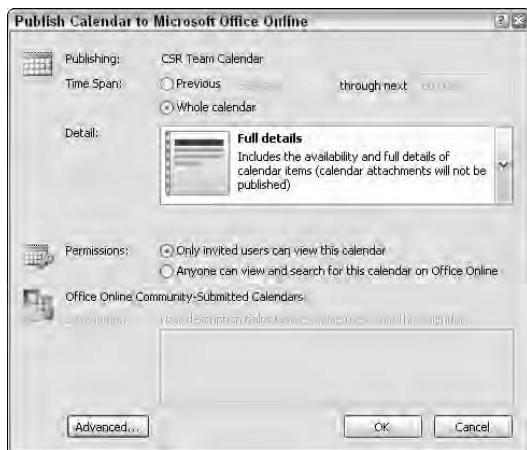 Publish Calendar to Microsoft Office Online
Publishing: CSR Team Calendar
Time Span: Previous through next
Whole calendar
Detail: Full details
Includes the availability and full details of
calendar items (calendar attachments will not be
published)
Permissions: Only invited users can view this calendar
Anyone can view and search for this calendar on Office Online
Office Online Community-Submitted Calendars
Advanced... OK Cancel